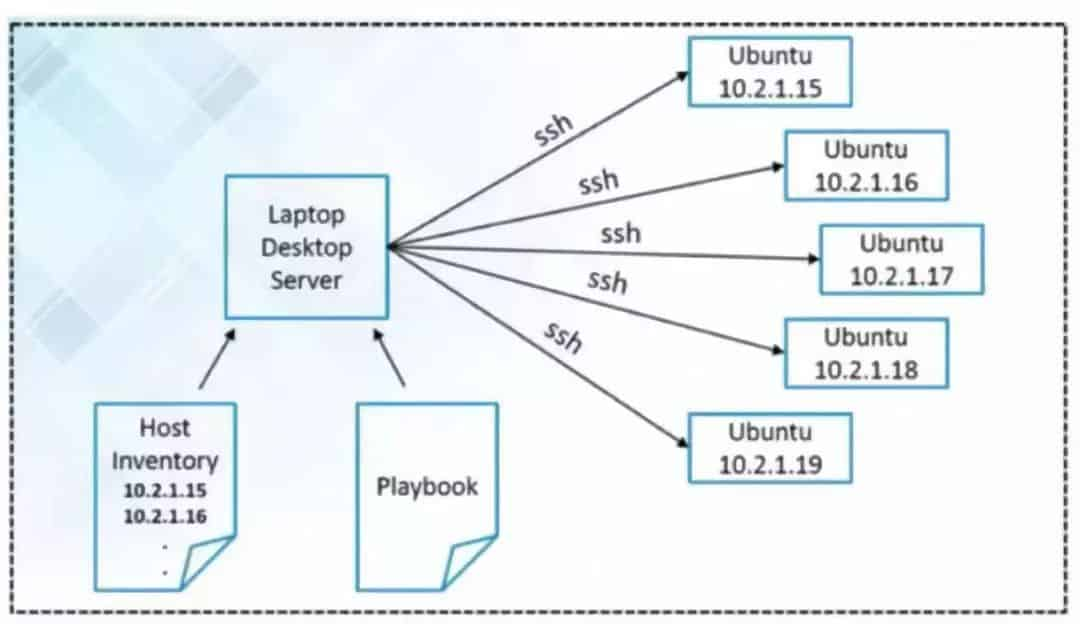 Ubuntu
10.2.1.15
ssh
Ubuntu
10.2.1.16
ssh
Laptop
Desktop
Server
ssh
Ubuntu
10.2.1.17
ssh
Ubuntu
10.2.1.18
ssh
Ubuntu
10.2.1.19
Host
Inventory
10.2.1.15
10.2.1.16
.
.
Playbook